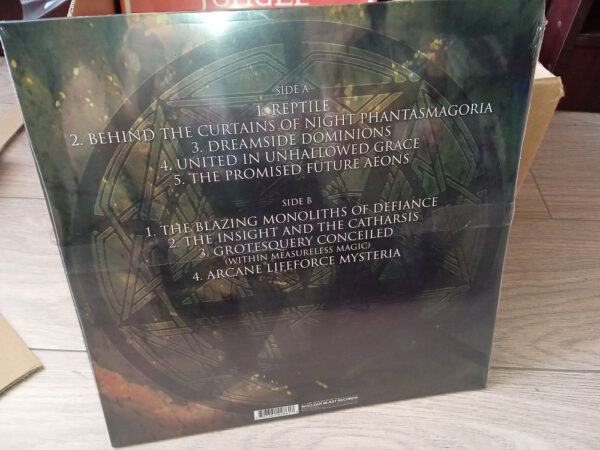 SIDE A
1. REPTILE
2. BEHIND THE CURTAINS OF NIGHT PHANTASMAGORIA
3. DREAMSIDE DOMINIONS
4. UNITED IN UNHALLOWED GRACE
5. THE PROMISED FUTURE AEONS
SIDE B
1. THE BLAZING MONOLITHS OF DEFIANCE
2. THE INSIGHT AND THE CATHARSIS
3. GROTESQUERY CONCEILED
(WITHIN MEASURELESS MAGIC)
4. ARCANE LIFEFORCE MYSTERIA
NUCLEAR BLAST RECORDS